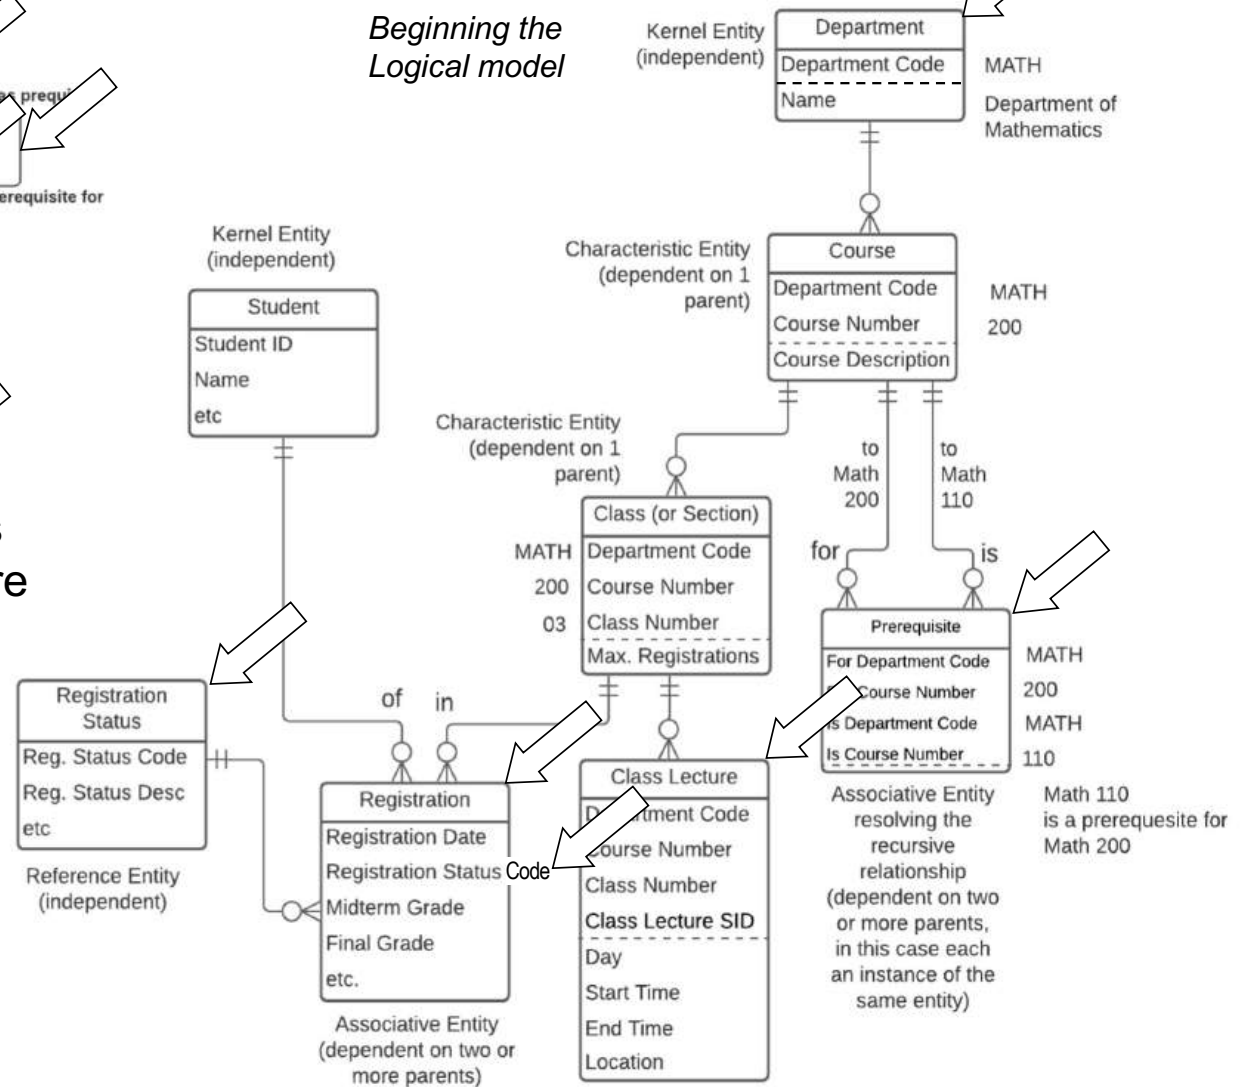 Beginning the
Logical model
as prequi
erequisite for
s
re
Kernel Entity
(independent)
Department
Department Code
Name
MATH
Department of
Mathematics
Characteristic Entity
(dependent on 1
parent)
Course
Department Code
Course Number
Course Description
MATH
200
Kernel Entity
(independent)
Student
Student ID
Name
etc
Characteristic Entity
(dependent on 1
parent)
to
Math
200
to
Math
110
for
is
Class (or Section)
MATH Department Code
200 Course Number
03 Class Number
Max. Registrations
Prerequisite
For Department Code MATH
Course Number 200
Is Department Code MATH
Is Course Number 110
Associative Entity
resolving the
recursive
relationship
(dependent on two
or more parents,
in this case each
an instance of the
same entity)
Math 110
is a prerequesite for
Math 200
of in
Registration
Status
Reg. Status Code
Reg. Status Desc
etc
Reference Entity
(independent)
Registration
Registration Date
Registration Status Code
Midterm Grade
Final Grade
etc.
Associative Entity
(dependent on two or
more parents)
Class Lecture
Department Code
Course Number
Class Number
Class Lecture SID
Day
Start Time
End Time
Location